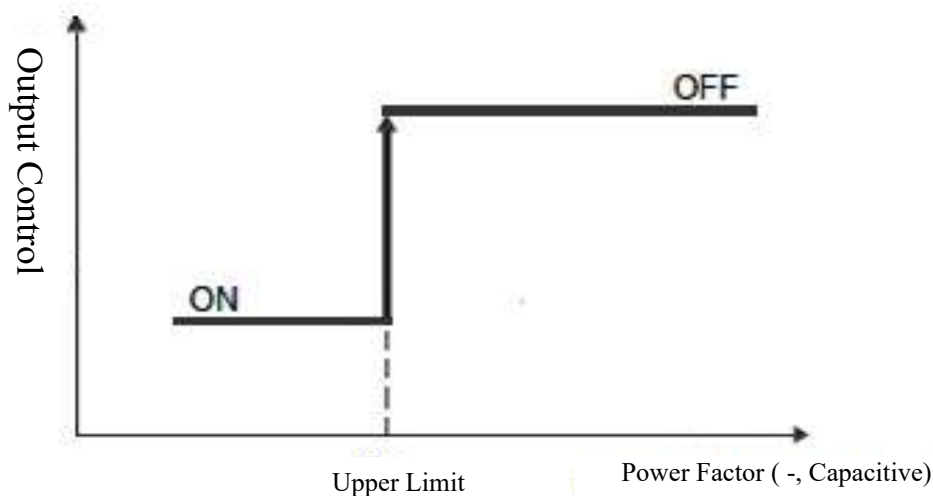 Output Control
OFF
ON
Upper Limit
Power Factor ( -, Capacitive)